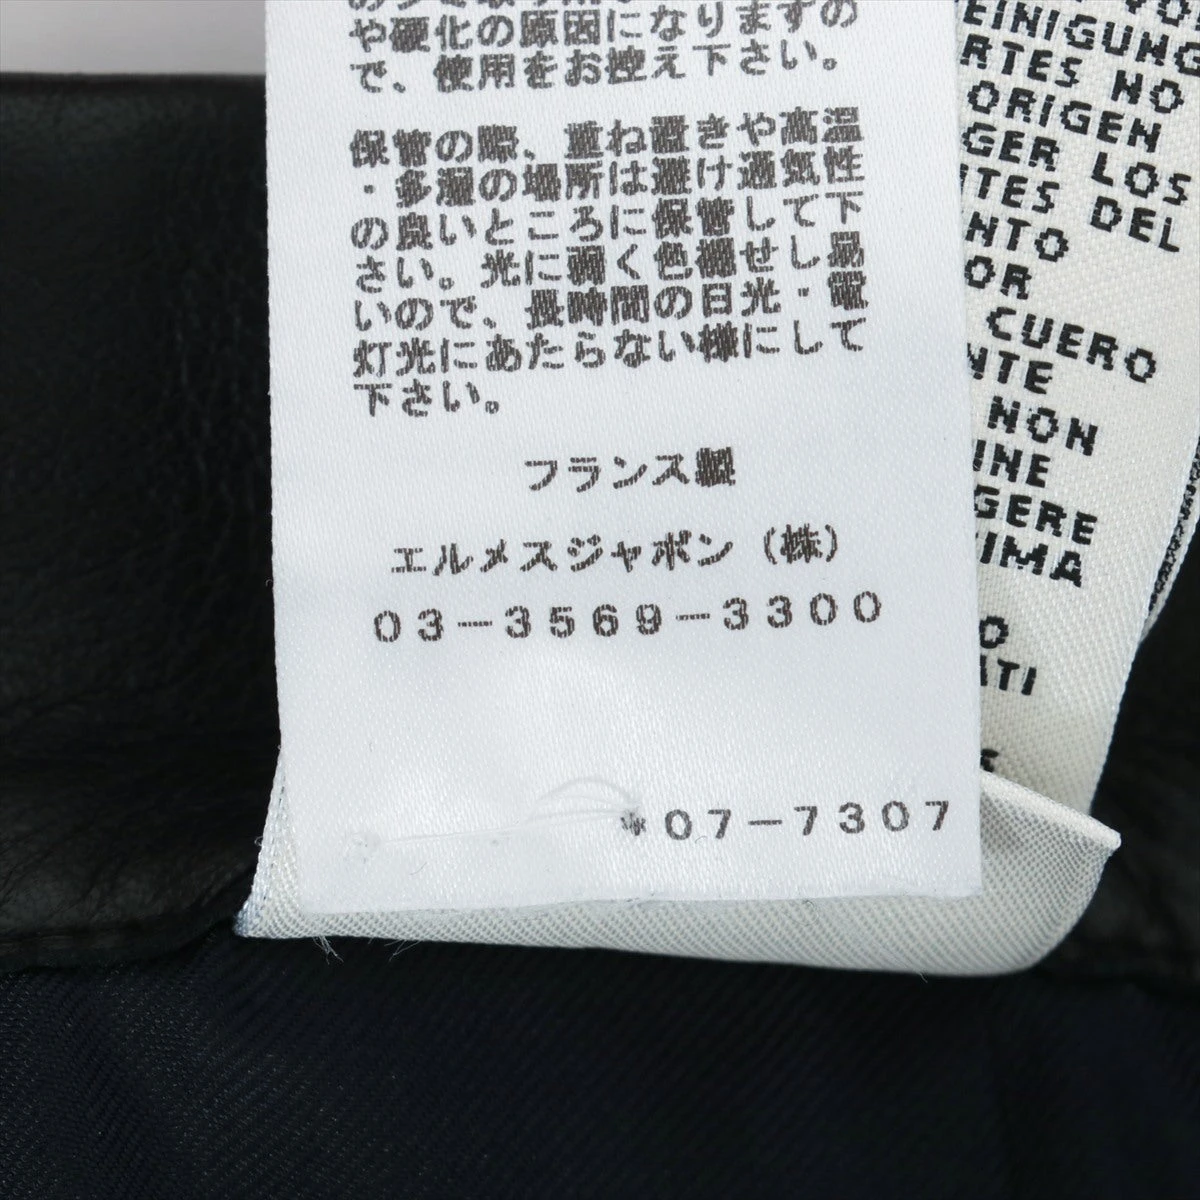 や硬化の原因になりますの
で、使用をお控え下さい。
保管の際、重ね置きや高温
・多湿の場所は避け通気性
の良いところに保管して下
さい。光に弱く色褪せし易
いので、長時間の日光・電
灯光にあたらない様にして
下さい。
フランス製
エルメスジャポン（株）
03-3569-3300
*07-7307
EINIGUNG
RTES NO
ORIGEN
GER LOS
DEL
NTO
OR
CUERO
NTE
NON
INE
GERE
IMA
O
ATI